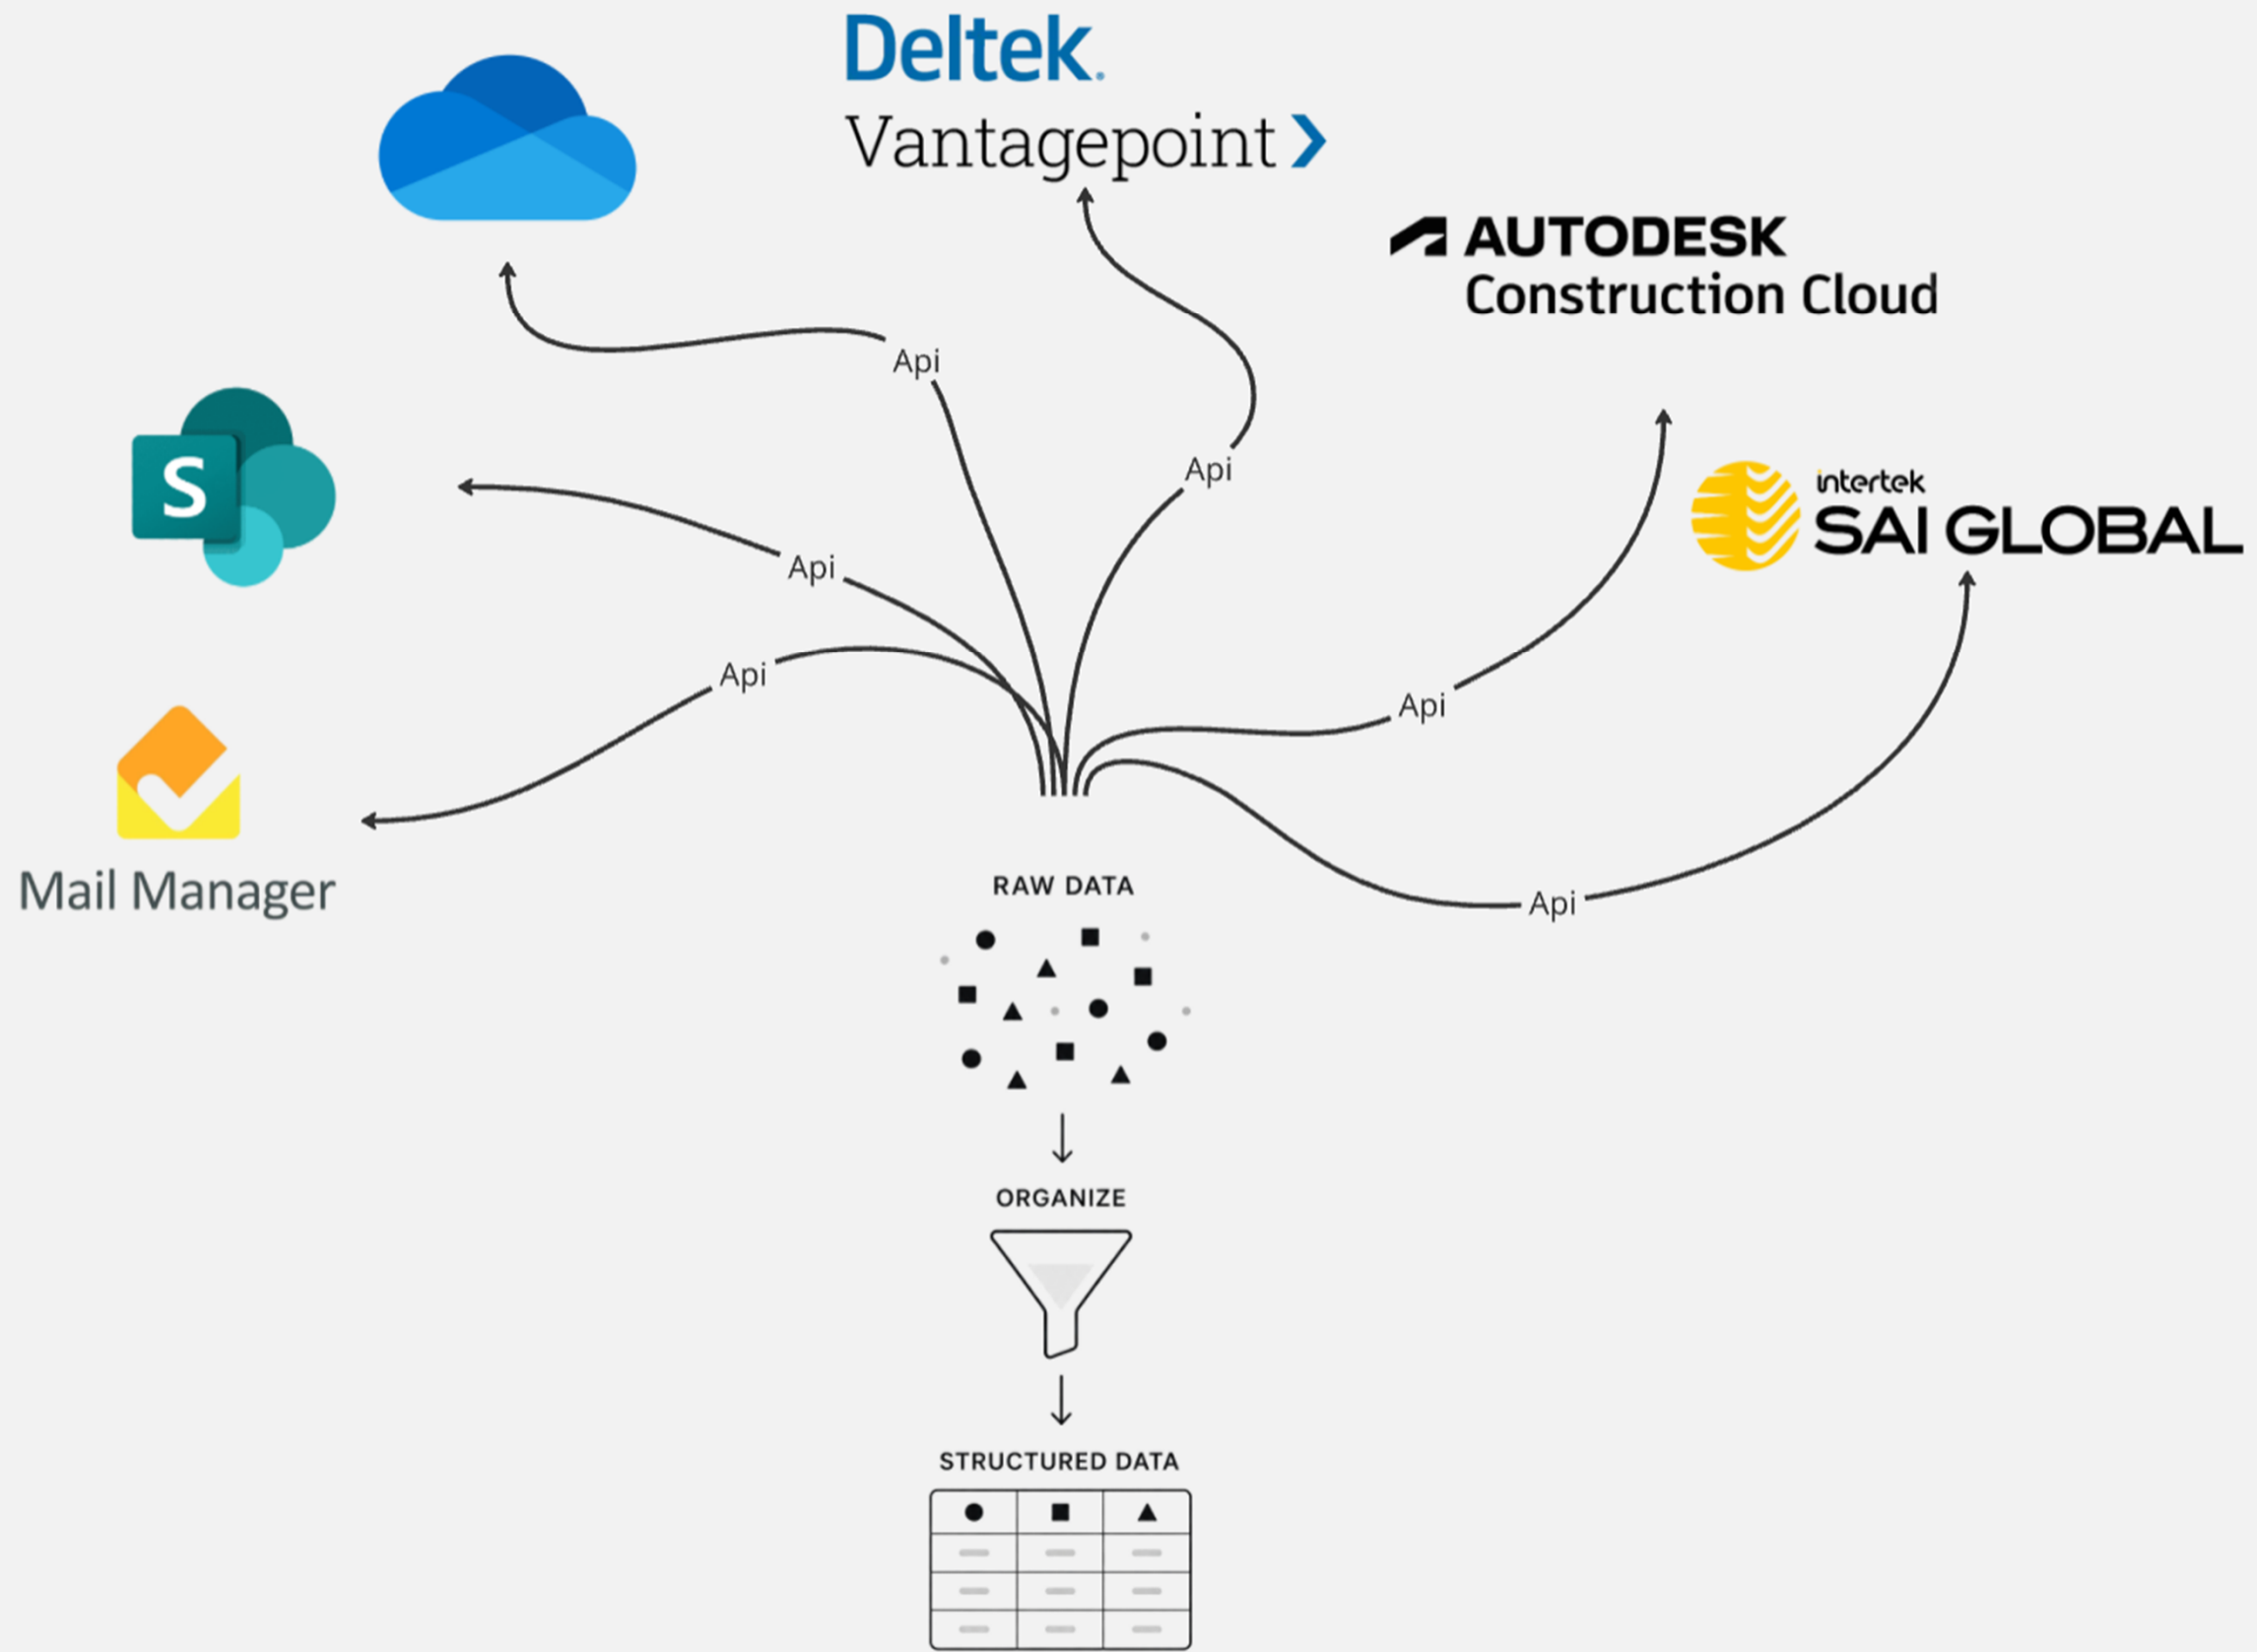 Deltek.
Vantagepoint
AUTODESK
Construction Cloud
Api
S
Api
intertek
SAI GLOBAL
Api
Api
Api
Mail Manager
RAW DATA
Api
ORGANIZE
STRUCTURED DATA